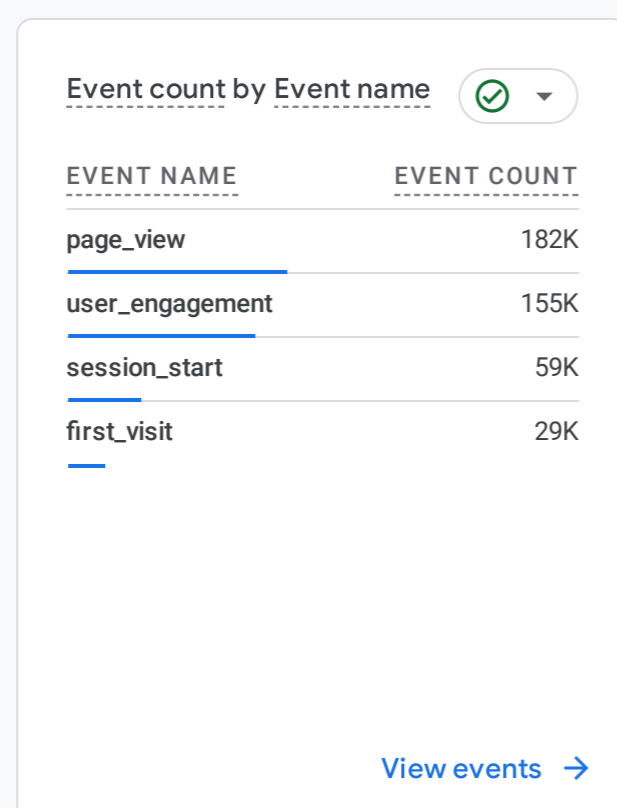 Event count by Event name
EVENT NAME EVENT COUNT
page_view 182K
user_engagement 155K
session_start 59K
first_visit 29K
View events